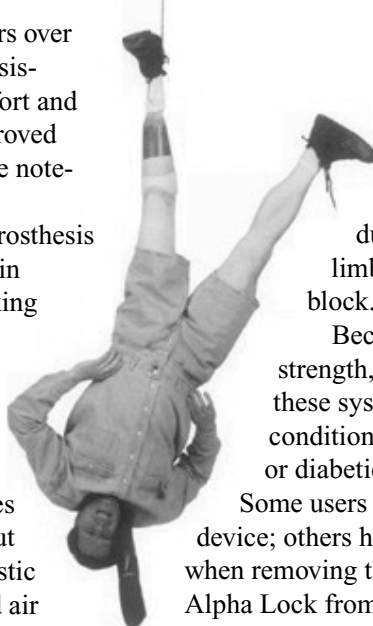 rs over
sis-
fort and
roved
e note-
rosthesis
in
king
es
ut
stic
d air
du
limb
block.
Bec
strength,
these sys
condition
or diabetic
Some users
device; others h
when removing th
Alpha Lock from